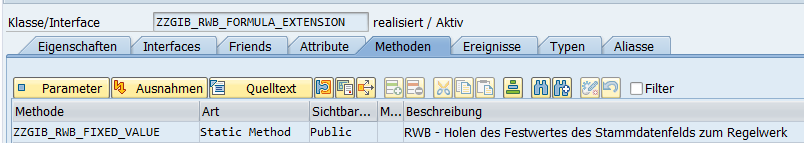 Klasse/Interface ZZGIB_RWB_FORMULA_EXTENSION realisiert / Aktiv
Eigenschaften Interfaces Friends Attribute Methoden Ereignisse Typen Aliasse
Parameter Ausnahmen Quelltext Filter
Methode Art Sichtbar... M... Beschreibung
ZZGIB_RWB_FIXED_VALUE Static Method Public RWB - Holen des Festwertes des Stammdatenfelds zum Regelwerk